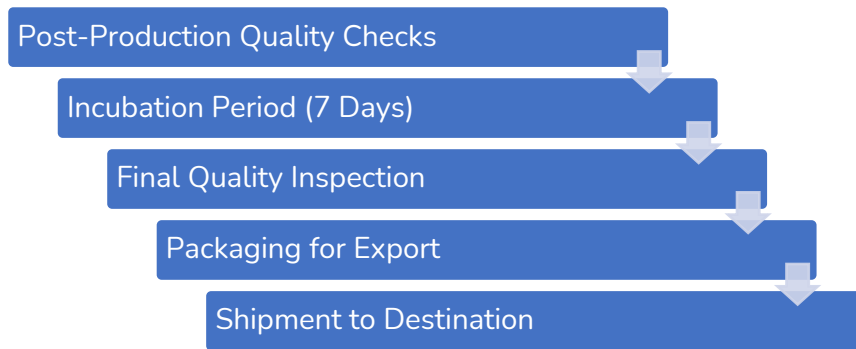 Post-Production Quality Checks
Incubation Period (7 Days)
Final Quality Inspection
Packaging for Export
Shipment to Destination